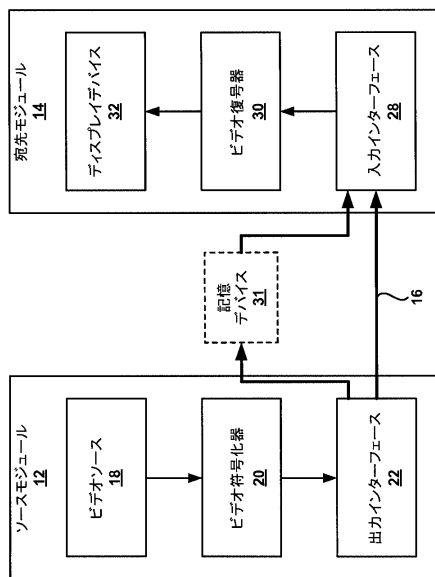 ソースモジュール
12
ビデオソース
18
ビデオ符号化器
20
出力インターフェース
22
記憶
デバイス
31
16
宛先モジュール
14
ディスプレイデバイス
32
ビデオ復号器
30
入力インターフェース
28